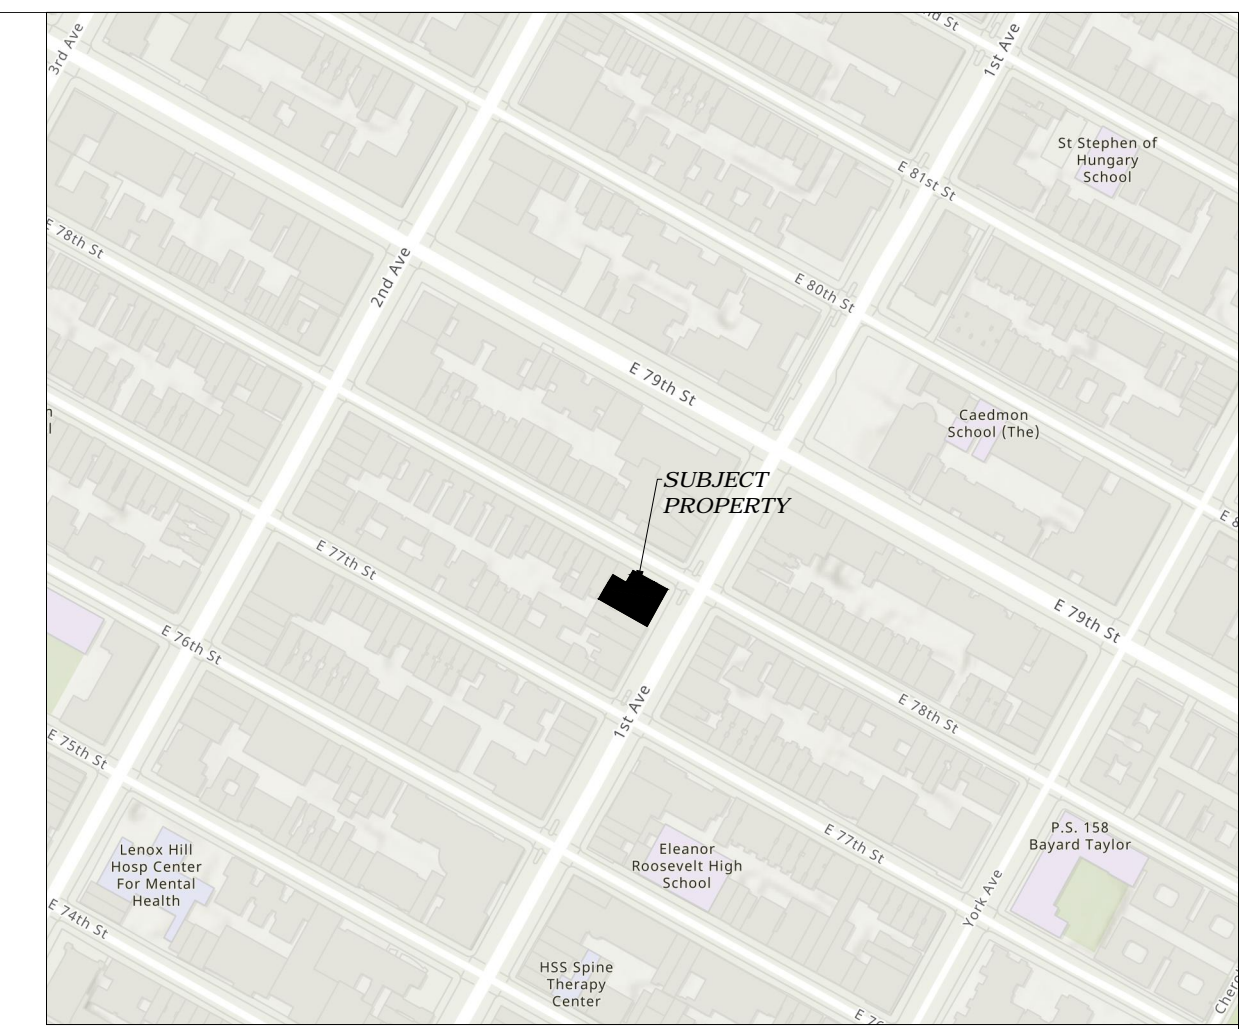 3rd Ave
1st Ave
St Stephen of
Hungary
School
E 81st St
E 78th St
2nd Ave
E 80th St
E 79th St
Caedmon
School (The)
SUBJECT
PROPERTY
E 77th St
E 79th St
E 76th St
1st Ave
E 78th St
E 75th St
P.S. 158
Bayard Taylor
E 77th St
Lenox Hill
Hosp Center
For Mental
Health
Eleanor
Roosevelt High
School
York Ave
E 74th St
HSS Spine
Therapy
Center